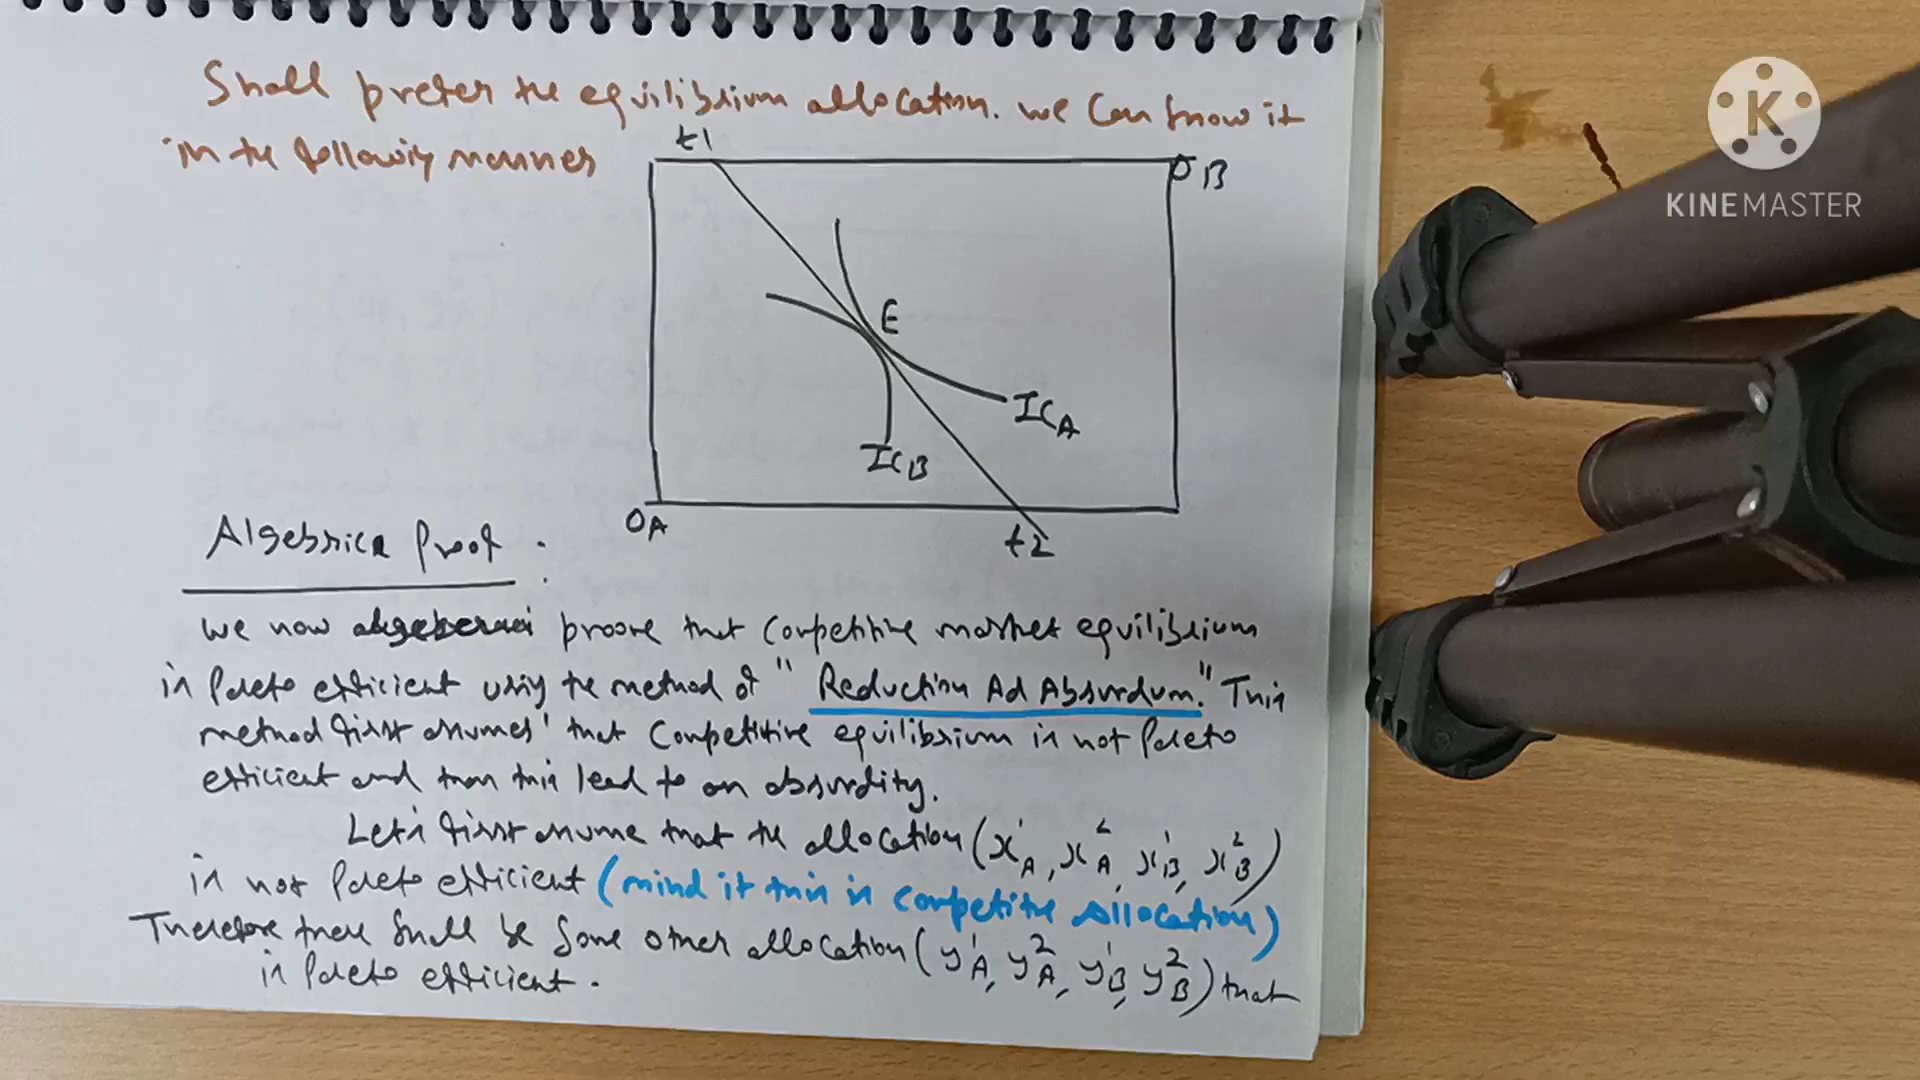 Shall prefer the equilibrium allocation. we can know it
in the following manner
t1
OB
E
ICA
ICB
OA
t2
Algebrica Proof.
We now algeberai proove that Competitive market equilibrium
is Pareto efficient using the method of "Reduction Ad Absurdum." This
method first assumes' that Competitive equilibrium is not Pareto
efficient and then this lead to an absurdity.
Let's first assume that the allocation (x¹A, x²A, x¹B, x²B)
is not Pareto efficient (mind it this is competitive allocation)
Therefore there shall be some other allocation (y¹A, y²A, y¹B, y²B) that
is Pareto efficient.
K
KINEMASTER